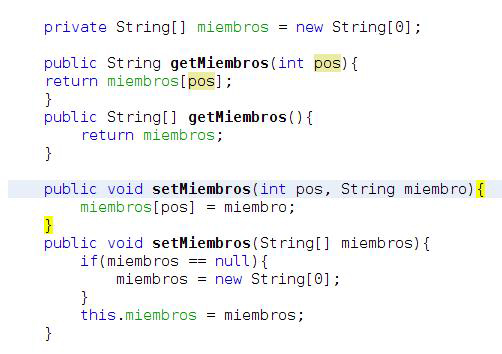 private String[] miembros = new String[0];
public String getMiembros(int pos){
return miembros[pos];
}
public String[] getMiembros(){
return miembros;
}
public void setMiembros(int pos, String miembro){
miembros[pos] = miembro;
}
public void setMiembros(String[] miembros){
if(miembros == null){
miembros = new String[0];
}
this.miembros = miembros;
}